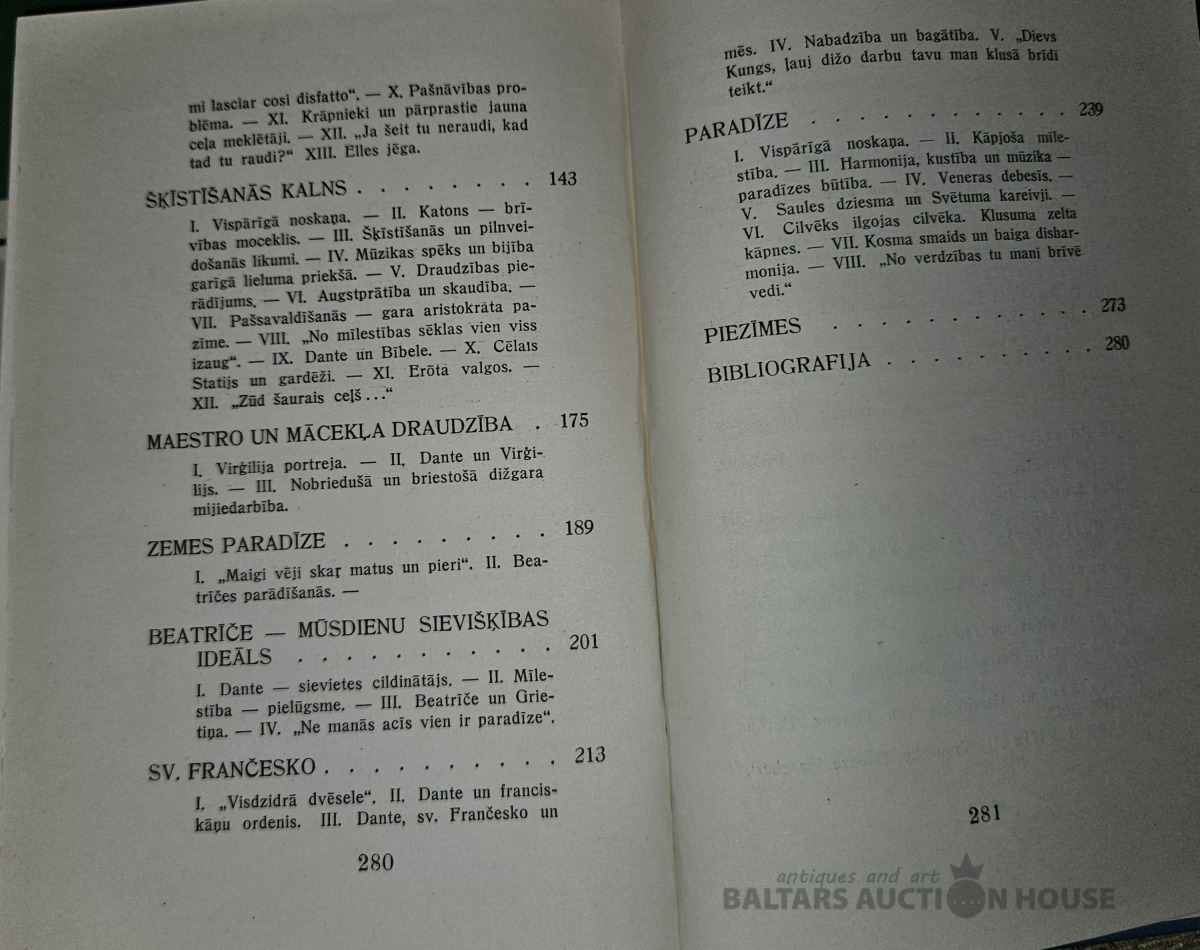 mi lasciar cosi disfatto“. — X. Pašnāvības pro-
blēma. — XI. Krāpnieki un pārprastie jauna
ceļa meklētāji. — XII. „Ja šeit tu neraudi, kad
tad tu raudi?“ XIII. Elles jēga.
ŠĶĪSTĪŠANĀS KALNS . . . . . . . . 143
I. Vispārīgā noskaņa. — II. Katons — brī-
vības moceklis. — III. Šķīstīšanās un pilnvei-
došanās likumi. — IV. Mūzikas spēks un bijība
garīgā lieluma priekšā. — V. Draudzības pie-
rādījums. — VI. Augstprātība un skaudība. —
VII. Pašsavaldīšanās — gara aristokrāta pa-
zīme. — VIII. „No mīlestības sēklas vien viss
izaug“. — IX. Dante un Bībele. — X. Cēlais
Statijs un gardēži. — XI. Erōta valgos. —
XII. „Zūd šaurais ceļš...“
MAESTRO UN MĀCEKĻA DRAUDZĪBA . 175
I. Virģilija portreja. — II. Dante un Virģi-
lijs. — III. Nobriedušā un briestošā dižgara
mijiedarbība.
ZEMES PARADĪZE . . . . . . . . . 189
I. „Maigi vēji skaŗ matus un pieri“. II. Bea-
trīčes parādīšanās. —
BEATRĪČE — MŪSDIENU SIEVIŠĶĪBAS
IDEĀLS . . . . . . . . . . . 201
I. Dante — sievietes cildinātājs. — II. Mīle-
stība — pielūgsme. — III. Beatrīče un Grie-
tiņa. — IV. „Ne manās acīs vien ir paradīze“.
SV. FRANČESKO . . . . . . . . . . 213
I. „Visdzidrā dvēsele“. II. Dante un francis-
kāņu ordenis. III. Dante, sv. Frančesko un
280
mēs. IV. Nabadzība un bagātība. V. „Dievs
Kungs, ļauj dižo darbu tavu man klusā brīdī
teikt.“
PARADĪZE . . . . . . . . . . . . 239
I. Vispārīgā noskaņa. — II. Kāpjoša mīle-
stība. — III. Harmonija, kustība un mūzika —
paradīzes būtība. — IV. Veneras debesīs. —
V. Saules dziesma un Svētuma kareivji. —
VI. Cilvēks ilgojas cilvēka. Klusuma zelta
kāpnes. — VII. Kosma smaids un baiga dishar-
monija. — VIII. „No verdzības tu mani brīvē
vedi.“
PIEZĪMES . . . . . . . . . . . . 273
BIBLIOGRAFIJA . . . . . . . . . . 280
281
antiques and art
BALTARS AUCTION HOUSE